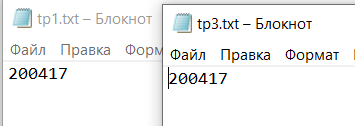 tp1.txt – Блокнот
Файл Правка Форм
200417
tp3.txt – Блокнот
Файл Правка Формат
200417